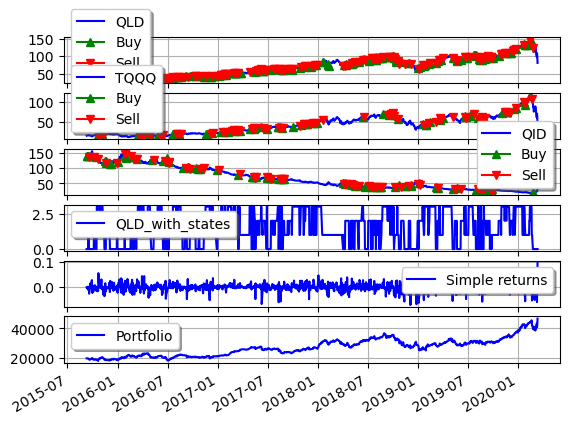 QLD
Buy
Sell
150
100
50
TQQQ
Buy
Sell
100
50
QID
Buy
Sell
150
100
50
QLD_with_states
2.5
0.0
Simple returns
0.1
0.0
Portfolio
40000
20000
2015-07
2016-01
2016-07
2017-01
2017-07
2018-01
2018-07
2019-01
2019-07
2020-01